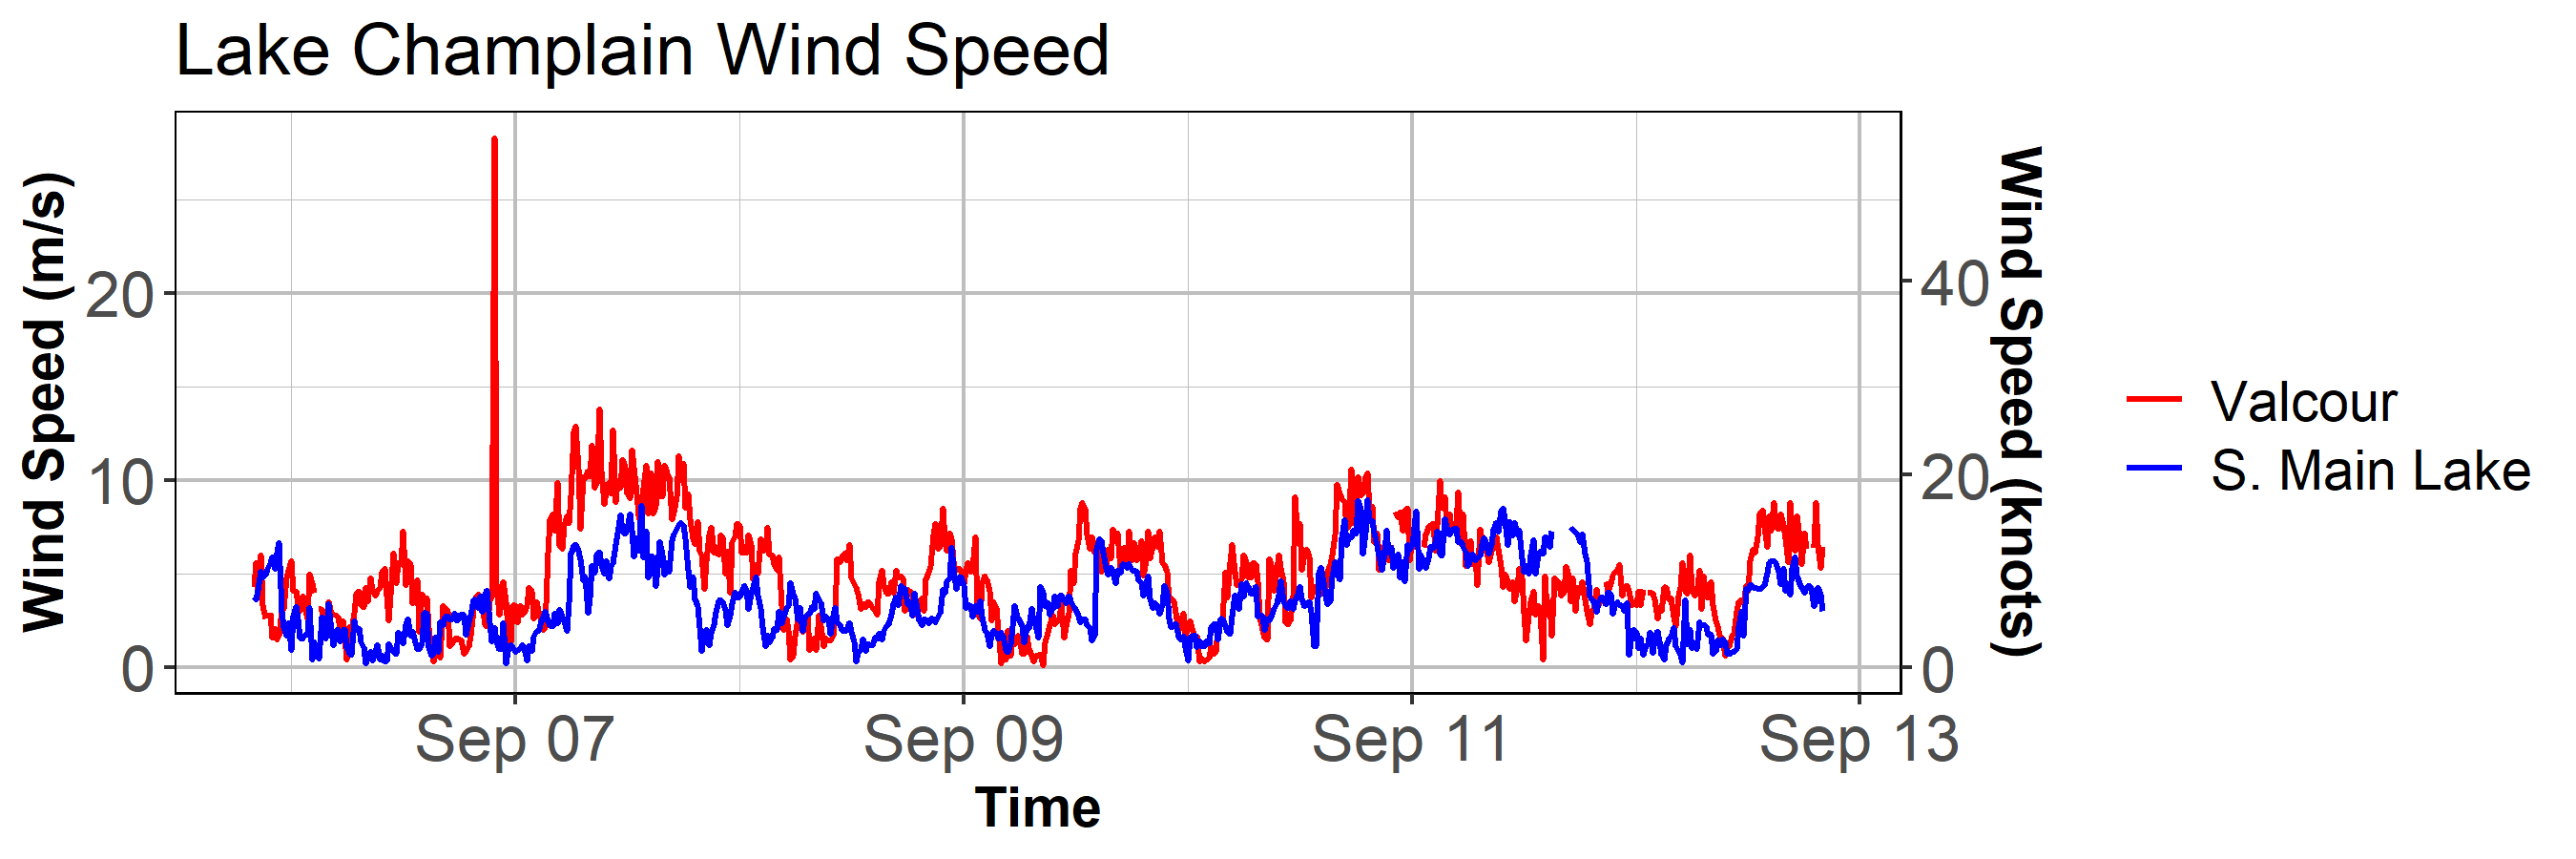 Lake Champlain Wind Speed
Wind Speed (m/s)
20
10
0
40
20
0
Wind Speed (knots)
Sep 07
Sep 09
Sep 11
Sep 13
Time
Valcour
S. Main Lake